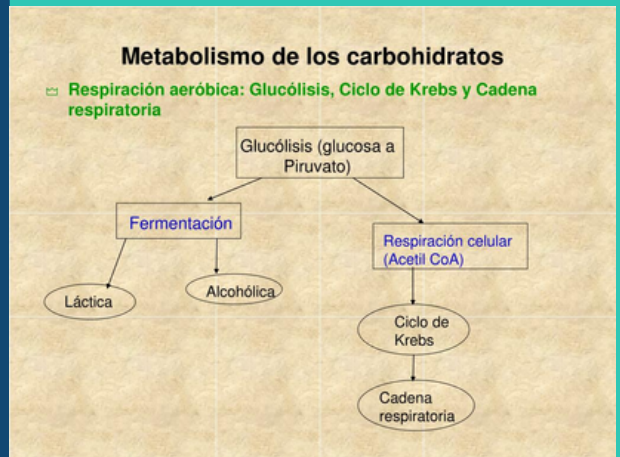 Metabolismo de los carbohidratos
Respiración aeróbica: Glucólisis, Ciclo de Krebs y Cadena
respiratoria
Glucólisis (glucosa a
Piruvato)
Fermentación
Respiración celular
(Acetil CoA)
Láctica
Alcohólica
Ciclo de
Krebs
Cadena
respiratoria